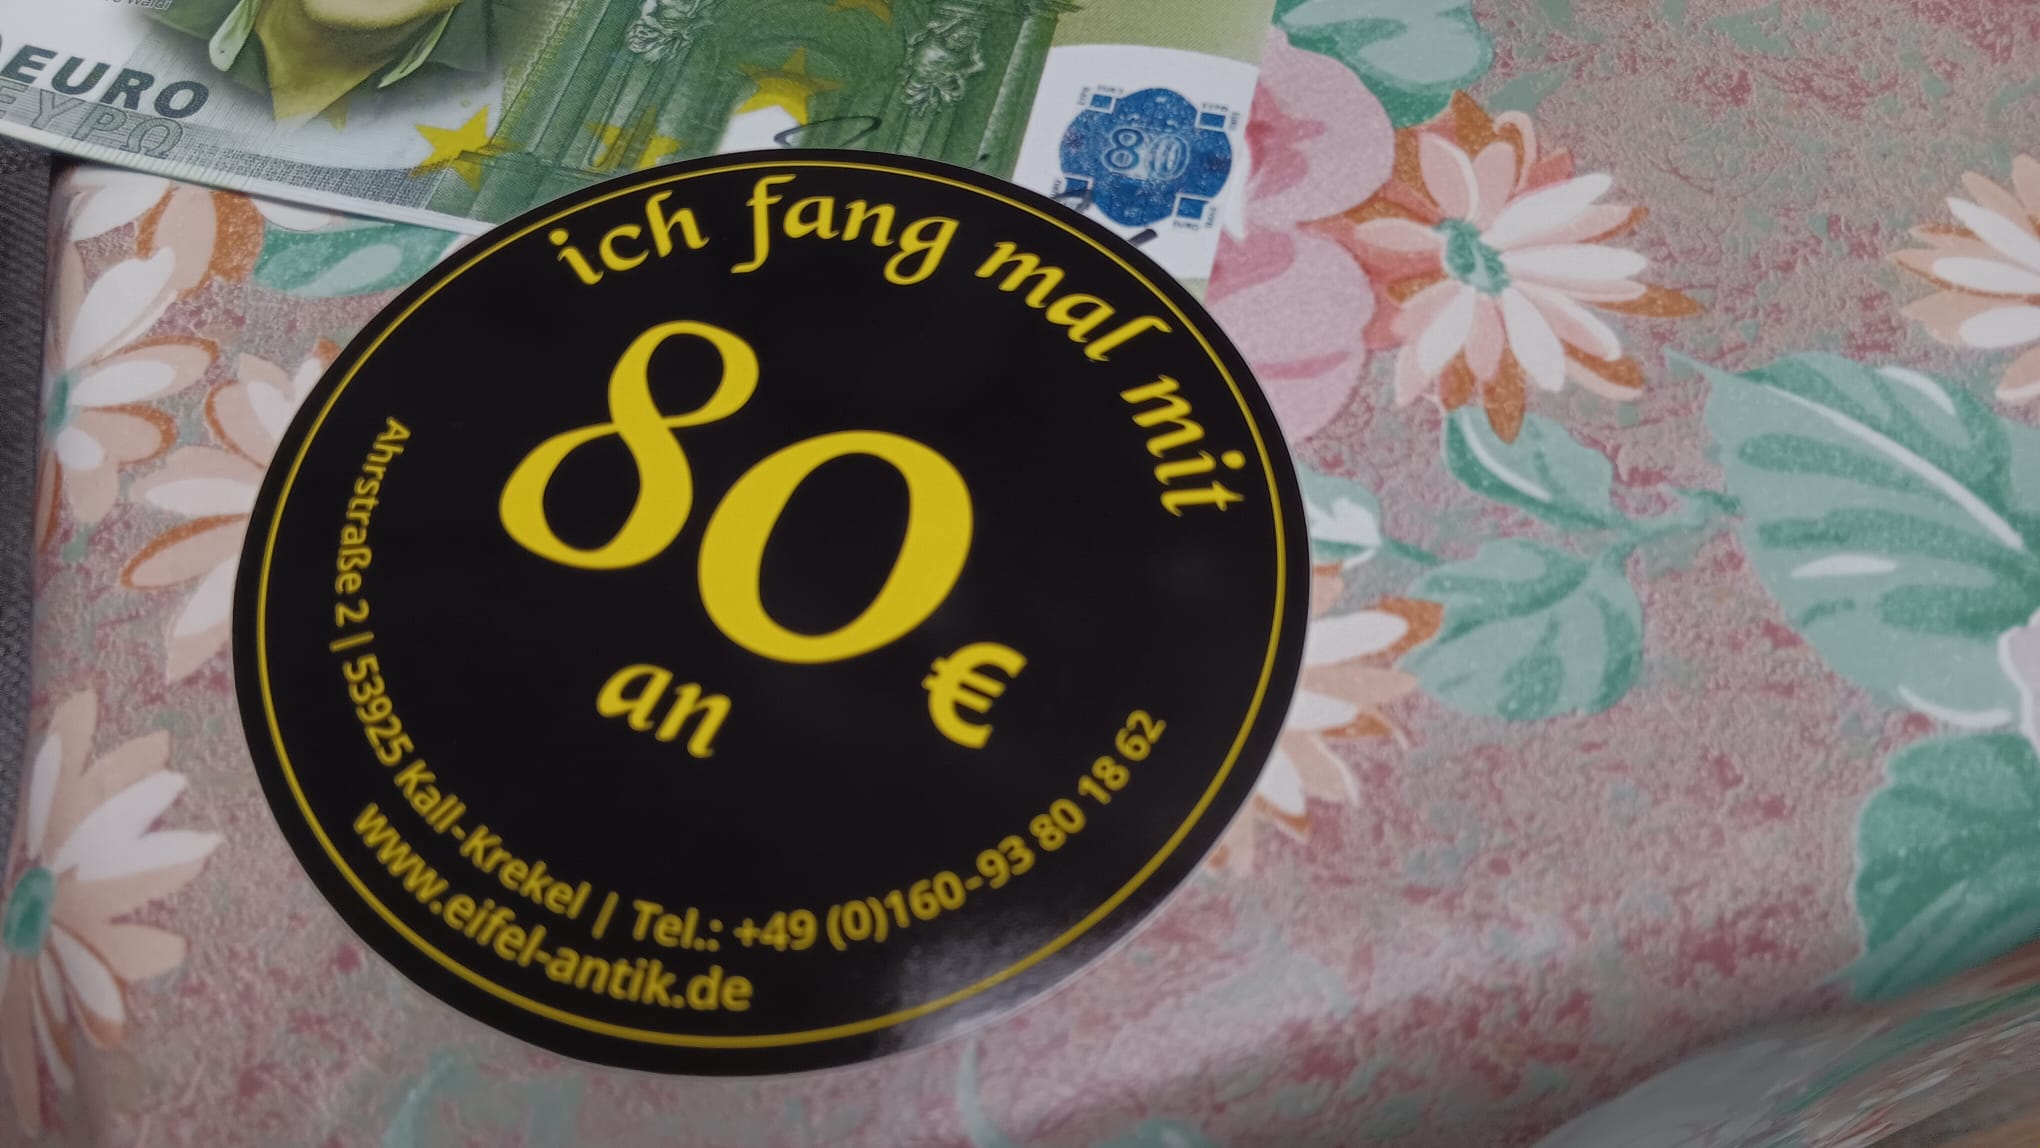 EURO
ΕΥΡΩ
80
ich fang mal mit
80 €
an
Ahrstraße 2 | 53925 Kall-Krekel | Tel.: +49 (0)160-93 80 18 62
www.eifel-antik.de